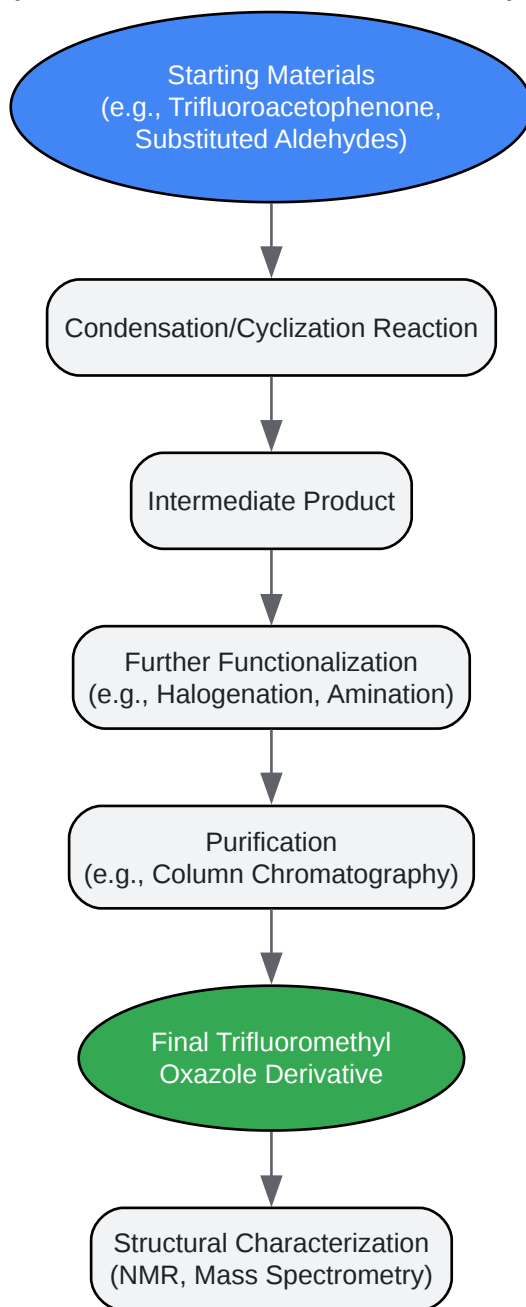 Starting Materials
(e.g., Trifluoroacetophenone,
Substituted Aldehydes)
Condensation/Cyclization Reaction
Intermediate Product
Further Functionalization
(e.g., Halogenation, Amination)
Purification
(e.g., Column Chromatography)
Final Trifluoromethyl
Oxazole Derivative
Structural Characterization
(NMR, Mass Spectrometry)